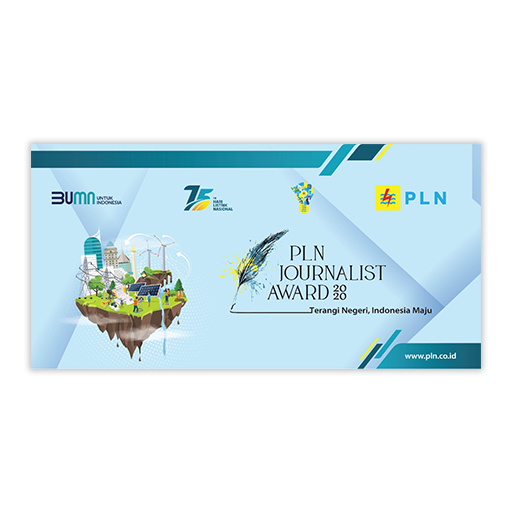 BUMN UNTUK INDONESIA
75 TH HARI LISTRIK NASIONAL
PLN
PLN
JOURNALIST
AWARD 2020
Terangi Negeri, Indonesia Maju
www.pln.co.id